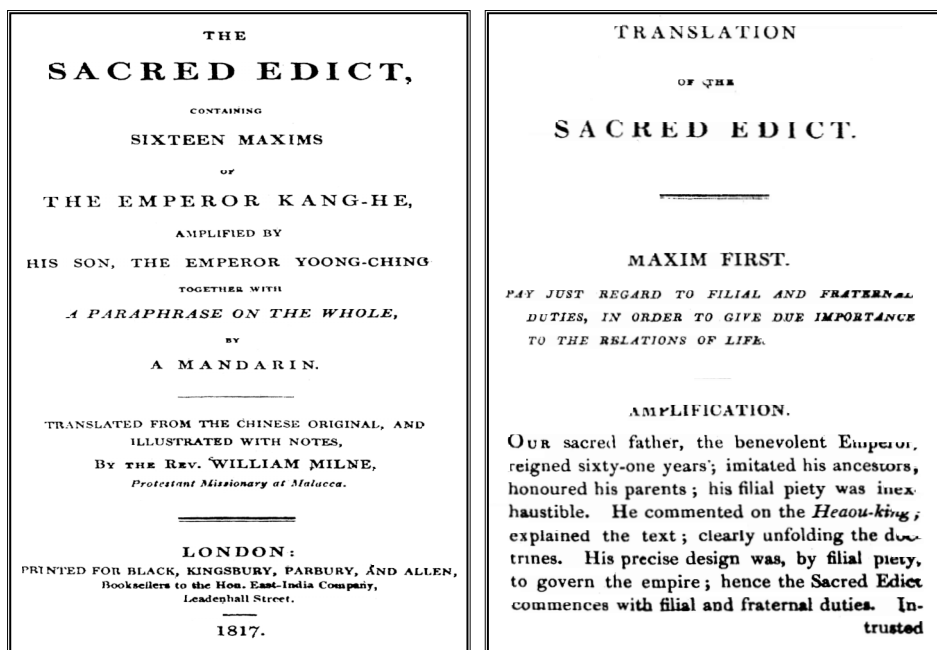 THE
SACRED EDICT,
CONTAINING
SIXTEEN MAXIMS
OF
THE EMPEROR KANG-HE,
AMPLIFIED BY
HIS SON, THE EMPEROR YOONG-CHING
TOGETHER WITH
A PARAPHRASE ON THE WHOLE,
BY
A MANDARIN.
TRANSLATED FROM THE CHINESE ORIGINAL, AND
ILLUSTRATED WITH NOTES,
BY THE REV. WILLIAM MILNE,
Protestant Missionary at Malacca.
LONDON:
PRINTED FOR BLACK, KINGSBURY, PARBURY, AND ALLEN,
Booksellers to the Hon. East-India Company,
Leadenhall Street.
1817.
TRANSLATION
OF THE
SACRED EDICT.
MAXIM FIRST.
PAY JUST REGARD TO FILIAL AND FRATERNAL
DUTIES, IN ORDER TO GIVE DUE IMPORTANCE
TO THE RELATIONS OF LIFE.
AMPLIFICATION.
OUR sacred father, the benevolent Emperor,
reigned sixty-one years; imitated his ancestors,
honoured his parents; his filial piety was inex-
haustible. He commented on the Heaou-king;
explained the text; clearly unfolding the doc-
trines. His precise design was, by filial piety,
to govern the empire; hence the Sacred Edict
commences with filial and fraternal duties. In-
trusted